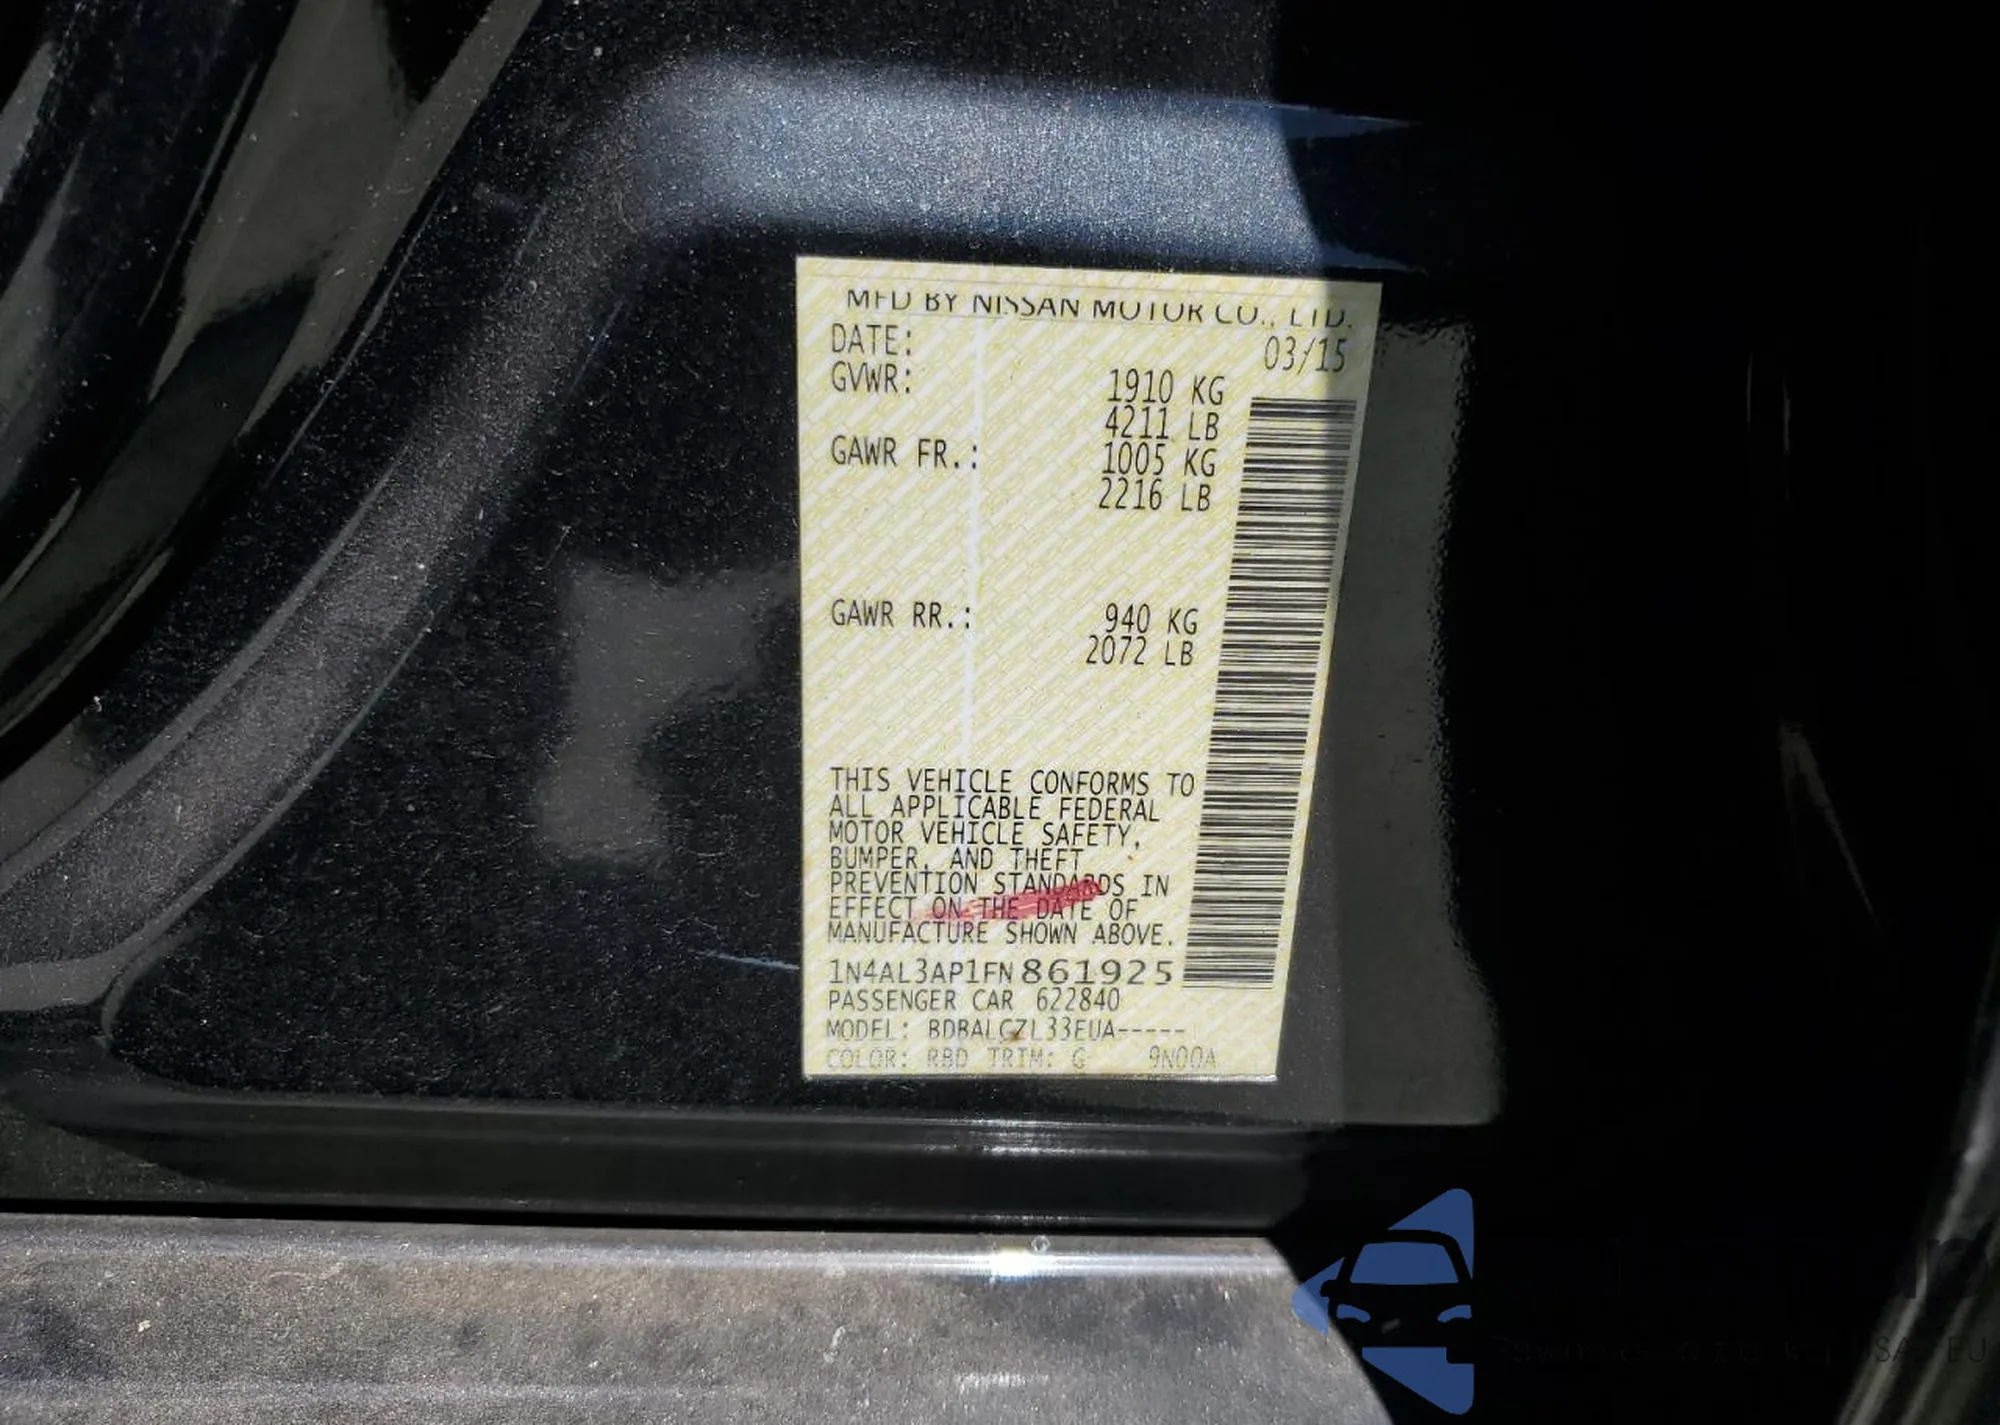 MFD BY NISSAN MOTOR CO., LTD.
DATE: 03/15
GVWR: 1910 KG
4211 LB
GAWR FR.: 1005 KG
2216 LB
GAWR RR.: 940 KG
2072 LB
THIS VEHICLE CONFORMS TO
ALL APPLICABLE FEDERAL
MOTOR VEHICLE SAFETY,
BUMPER, AND THEFT
PREVENTION STANDARDS IN
EFFECT ON THE DATE OF
MANUFACTURE SHOWN ABOVE.
1N4AL3AP1FN861925
PASSENGER CAR 622840
MODEL: BDBALCZL33EUA-----
COLOR: RBD TRIM: G 9N00A